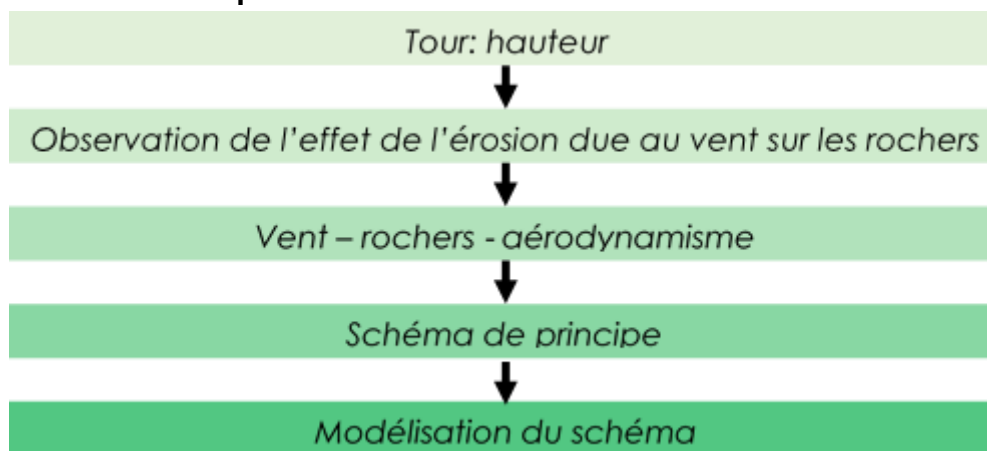 Tour: hauteur
Observation de l'effet de l'érosion due au vent sur les rochers
Vent – rochers - aérodynamisme
Schéma de principe
Modélisation du schéma